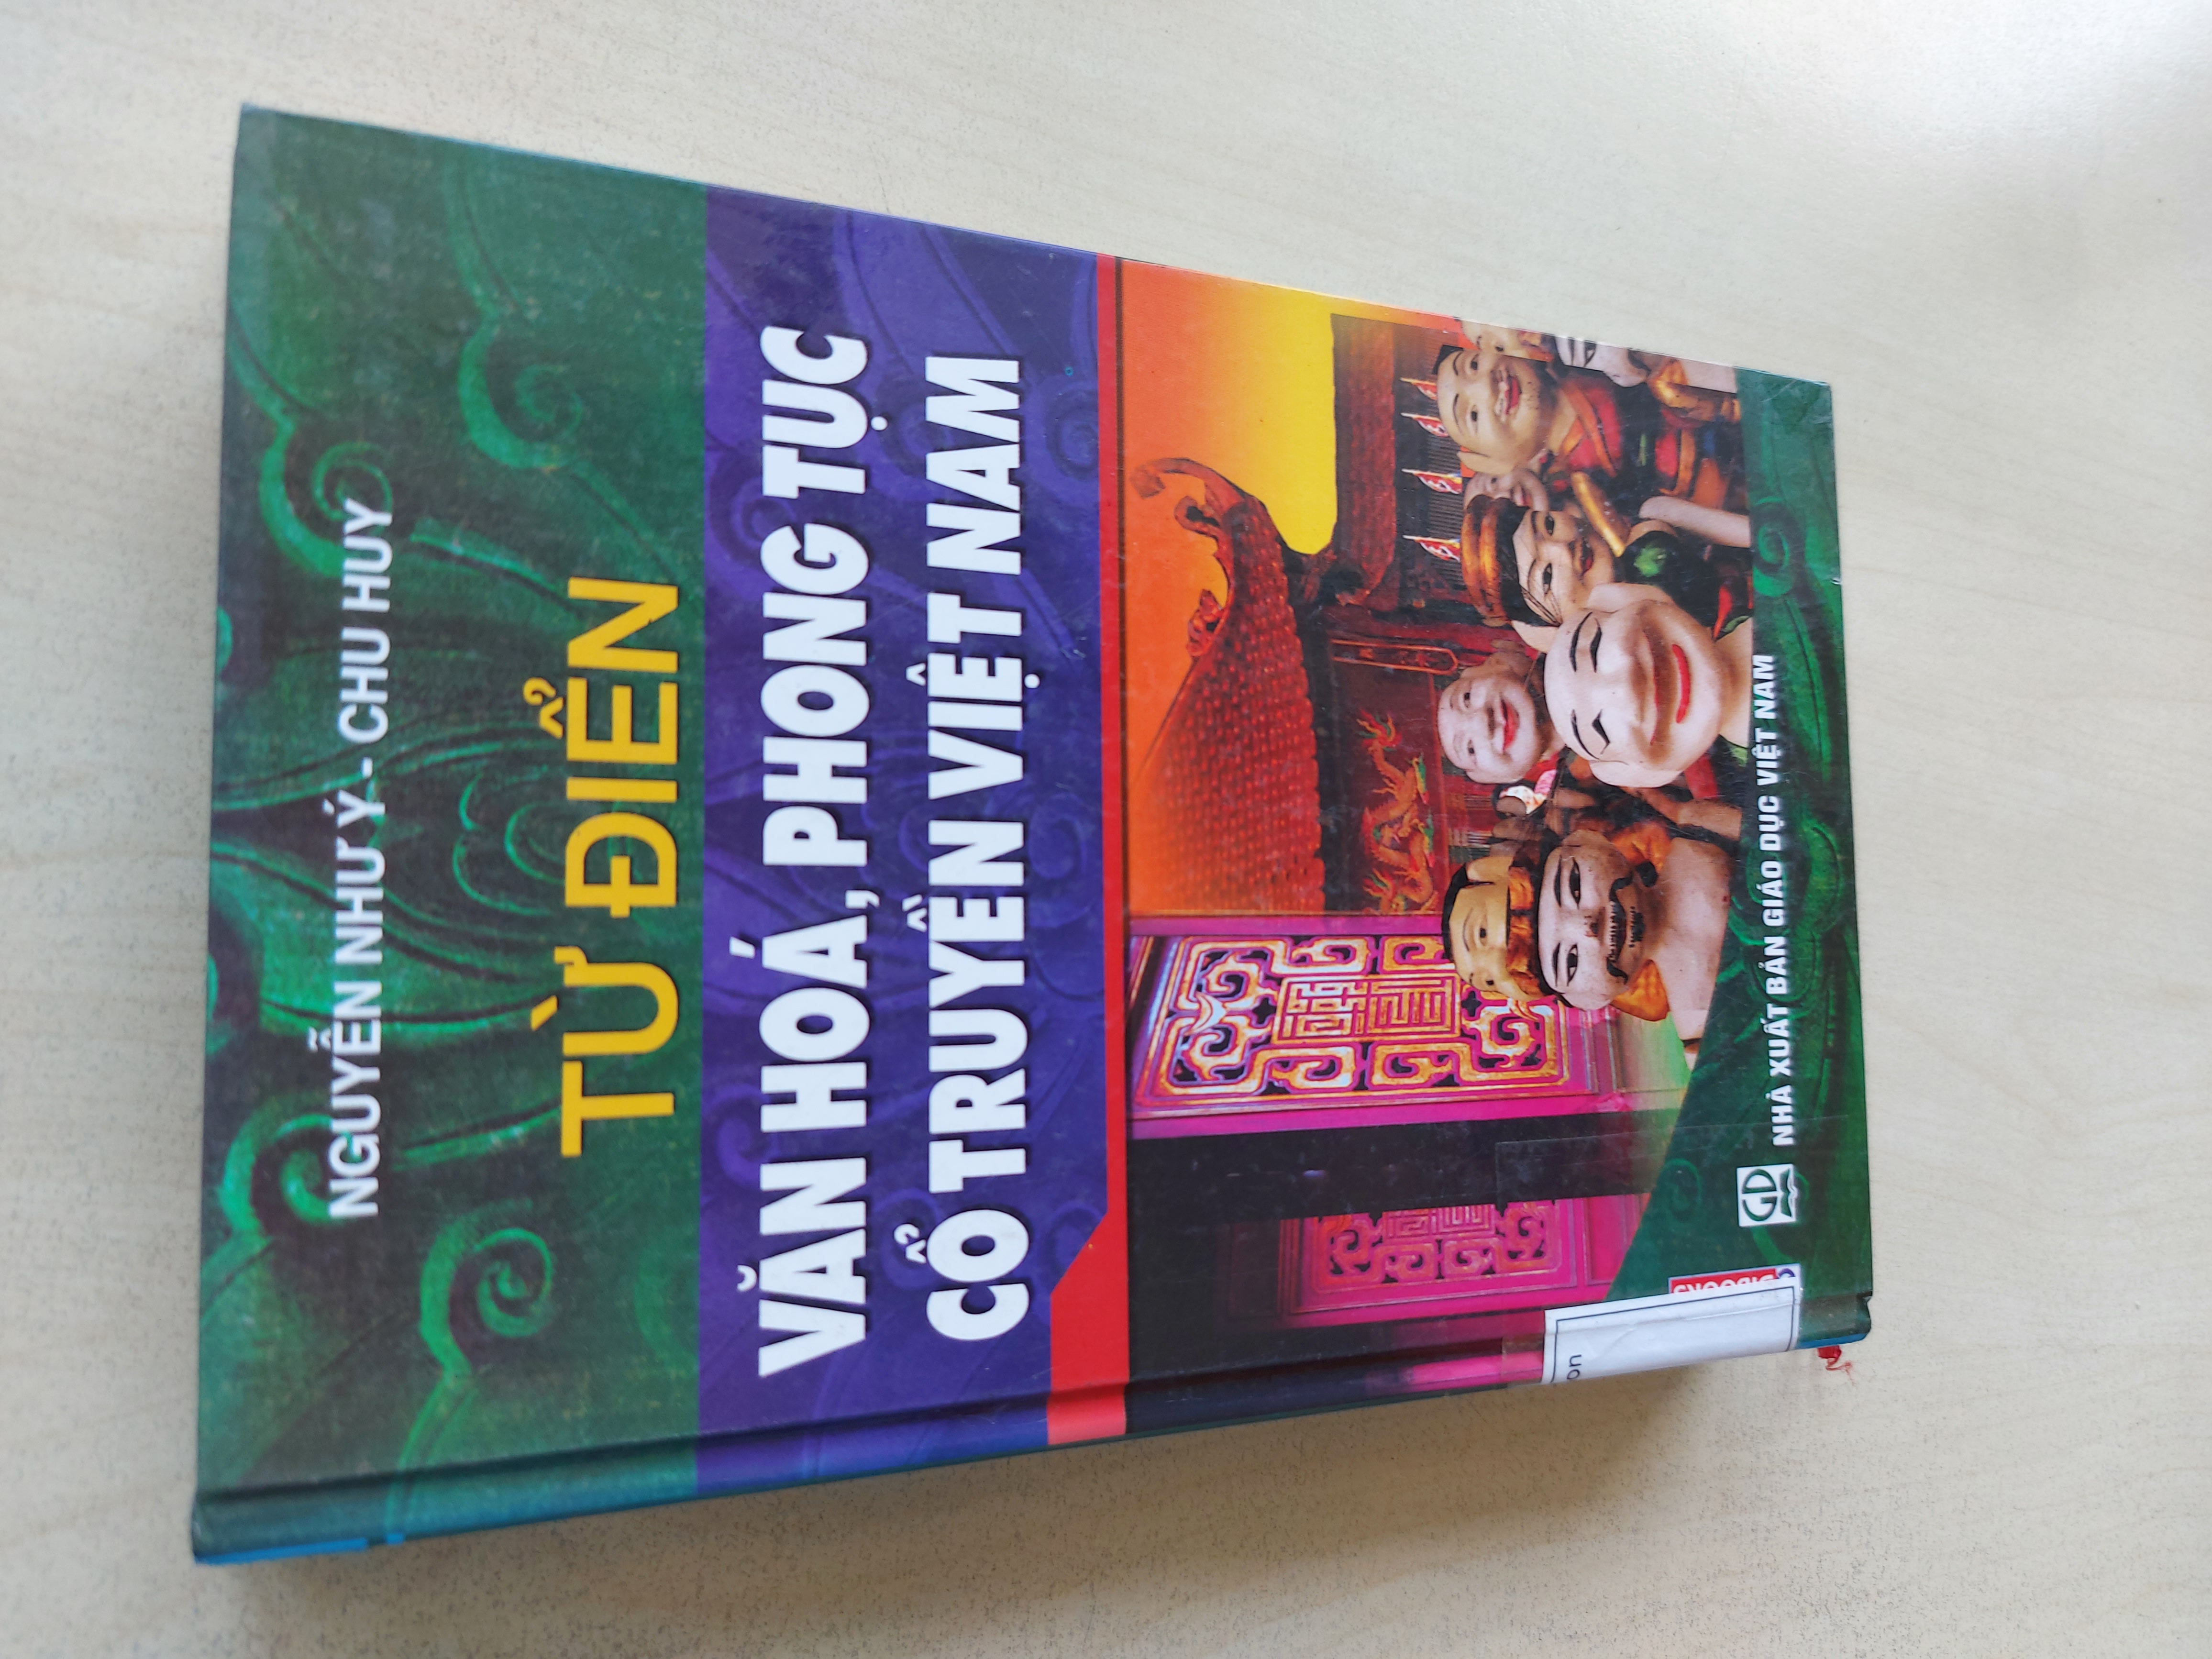 NGUYỄN NHƯ Ý - CHU HUY
TỪ ĐIỂN
VĂN HOÁ, PHONG TỤC
CỔ TRUYỀN VIỆT NAM
on
GD
NHÀ XUẤT BẢN GIÁO DỤC VIỆT NAM